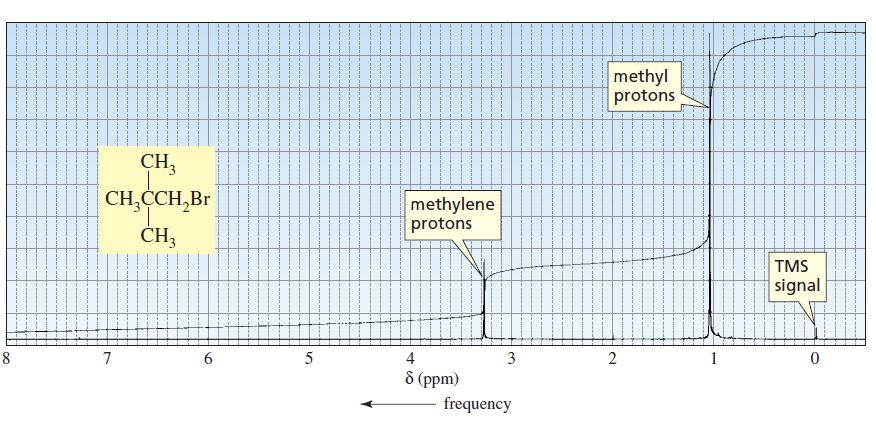 methyl
protons
CH₃
CH₃CCH₂Br
CH₃
methylene
protons
TMS
signal
8 7 6 5 4 3 2 1 0
δ (ppm)
frequency